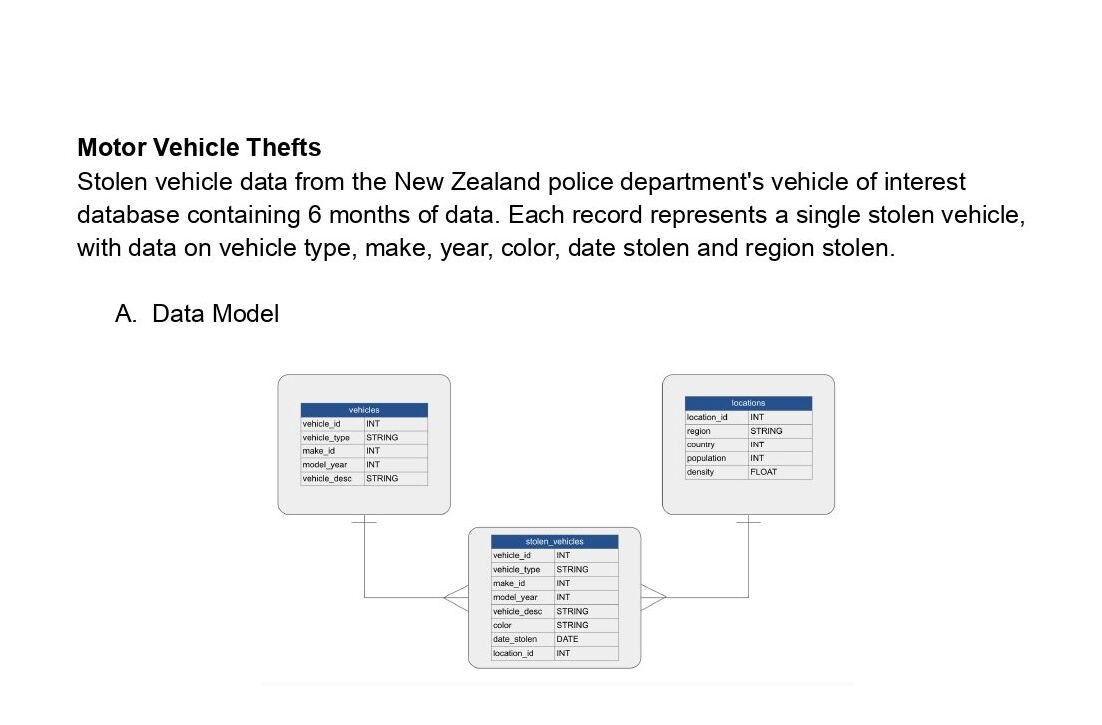 Motor Vehicle Thefts
Stolen vehicle data from the New Zealand police department's vehicle of interest
database containing 6 months of data. Each record represents a single stolen vehicle,
with data on vehicle type, make, year, color, date stolen and region stolen.
A. Data Model
vehicles
vehicle_id INT
vehicle_type STRING
make_id INT
model_year INT
vehicle_desc STRING
locations
location_id INT
region STRING
country INT
population INT
density FLOAT
stolen_vehicles
vehicle_id INT
vehicle_type STRING
make_id INT
model_year INT
vehicle_desc STRING
color STRING
date_stolen DATE
location_id INT